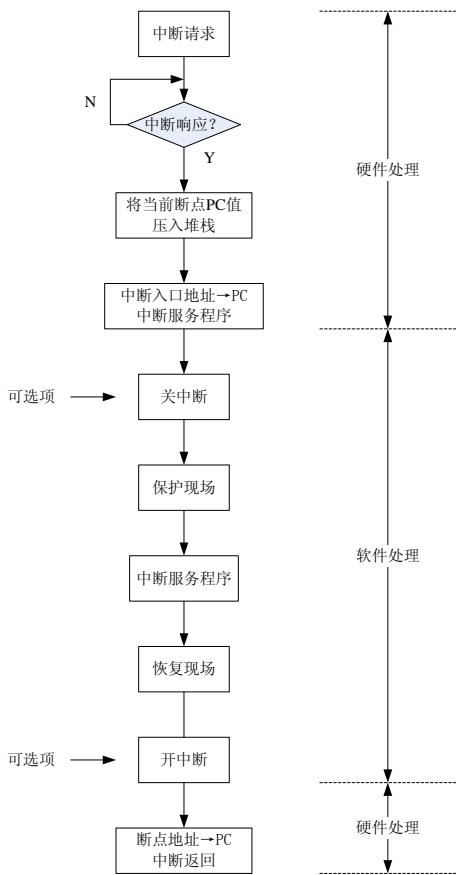 中断请求
N
中断响应?
Y
硬件处理
将当前断点PC值
压入堆栈
中断入口地址→PC
中断服务程序
可选项
关中断
保护现场
软件处理
中断服务程序
恢复现场
可选项
开中断
断点地址→PC
中断返回
硬件处理